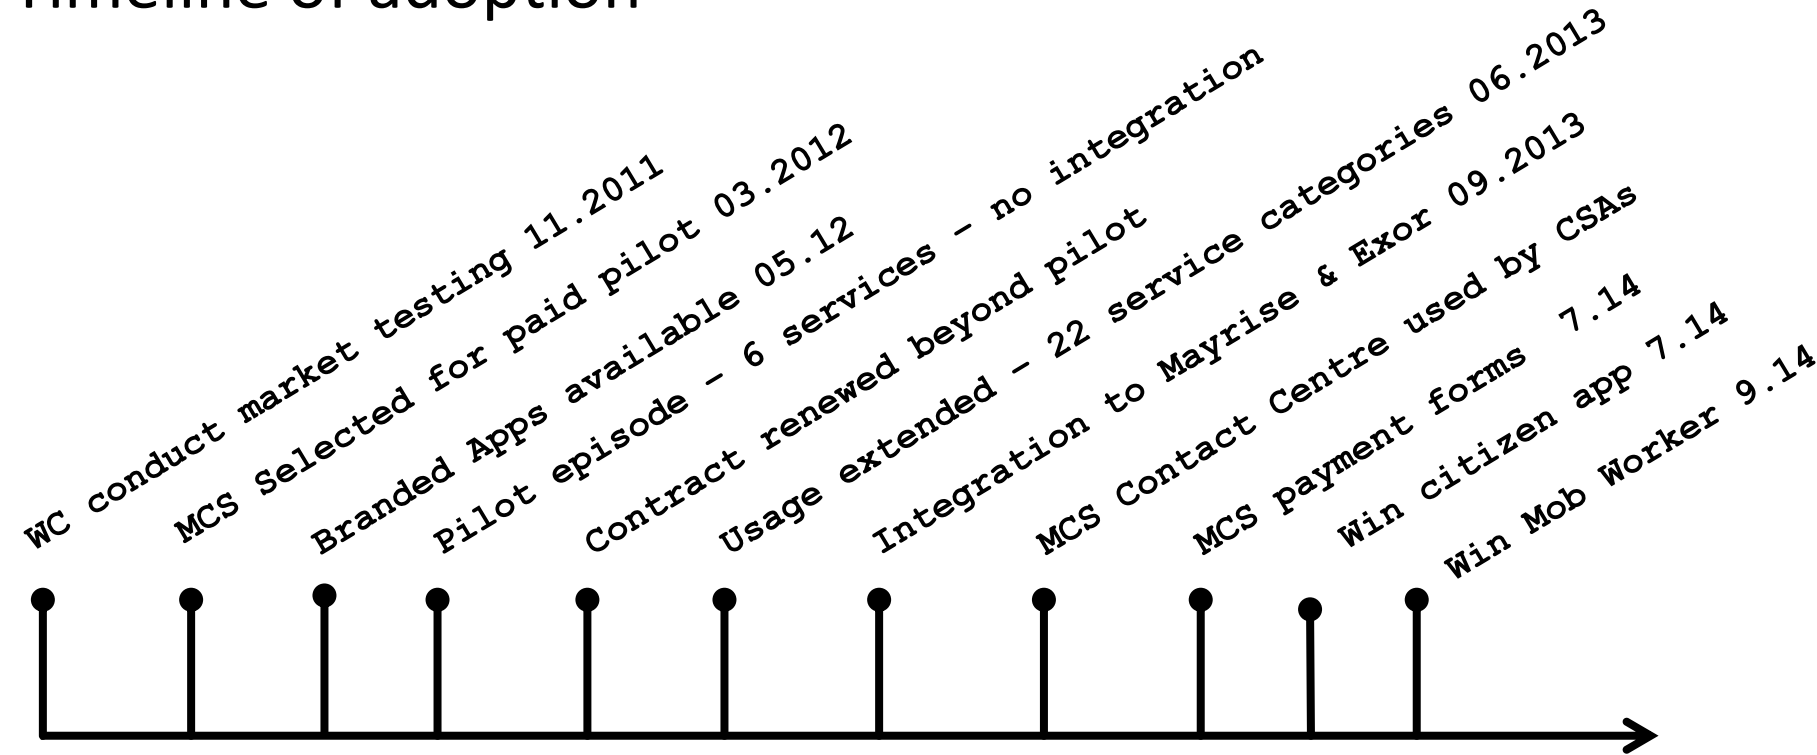 Timeline of adoption
WC conduct market testing 11.2011
MCS Selected for paid pilot 03.2012
Branded Apps available 05.12
Pilot episode – 6 services – no integration
Contract renewed beyond pilot
Usage extended – 22 service categories 06.2013
Integration to Mayrise & Exor 09.2013
MCS Contact Centre used by CSAs
MCS payment forms 7.14
Win citizen app 7.14
Win Mob Worker 9.14